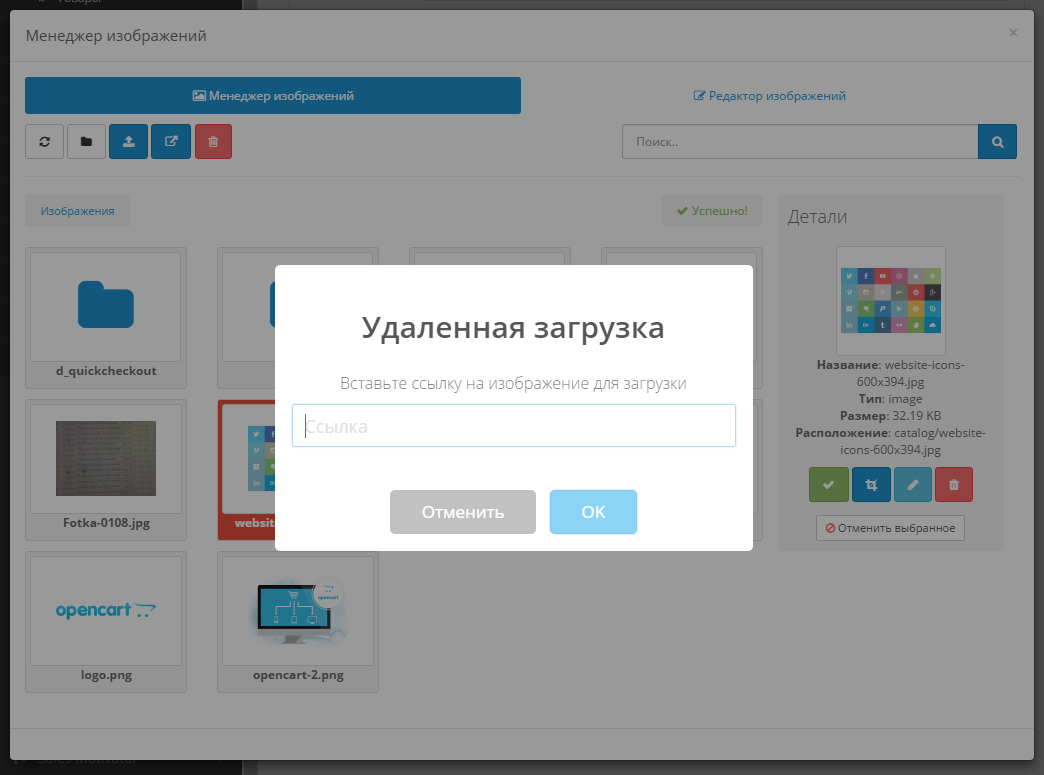 Товары
Менеджер изображений
×
Менеджер изображений
Редактор изображений
Поиск..
Изображения
Успешно!
Детали
d_quickcheckout
Удаленная загрузка
Вставьте ссылку на изображение для загрузки
Ссылка
Отменить
OK
Название: website-icons-
600x394.jpg
Тип: image
Размер: 32.19 KB
Расположение: catalog/website-
icons-600x394.jpg
Отменить выбранное
Fotka-0108.jpg
websit
opencart
logo.png
opencart-2.png